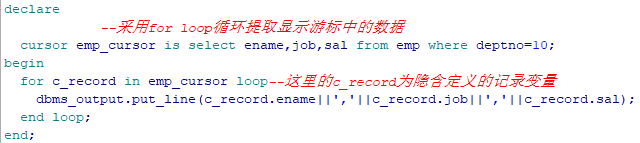 declare
--采用for loop循环提取显示游标中的数据
cursor emp_cursor is select ename,job,sal from emp where deptno=10;
begin
for c_record in emp_cursor loop--这里的c_record为隐含定义的记录变量
dbms_output.put_line(c_record.ename||','||c_record.job||','||c_record.sal);
end loop;
end;